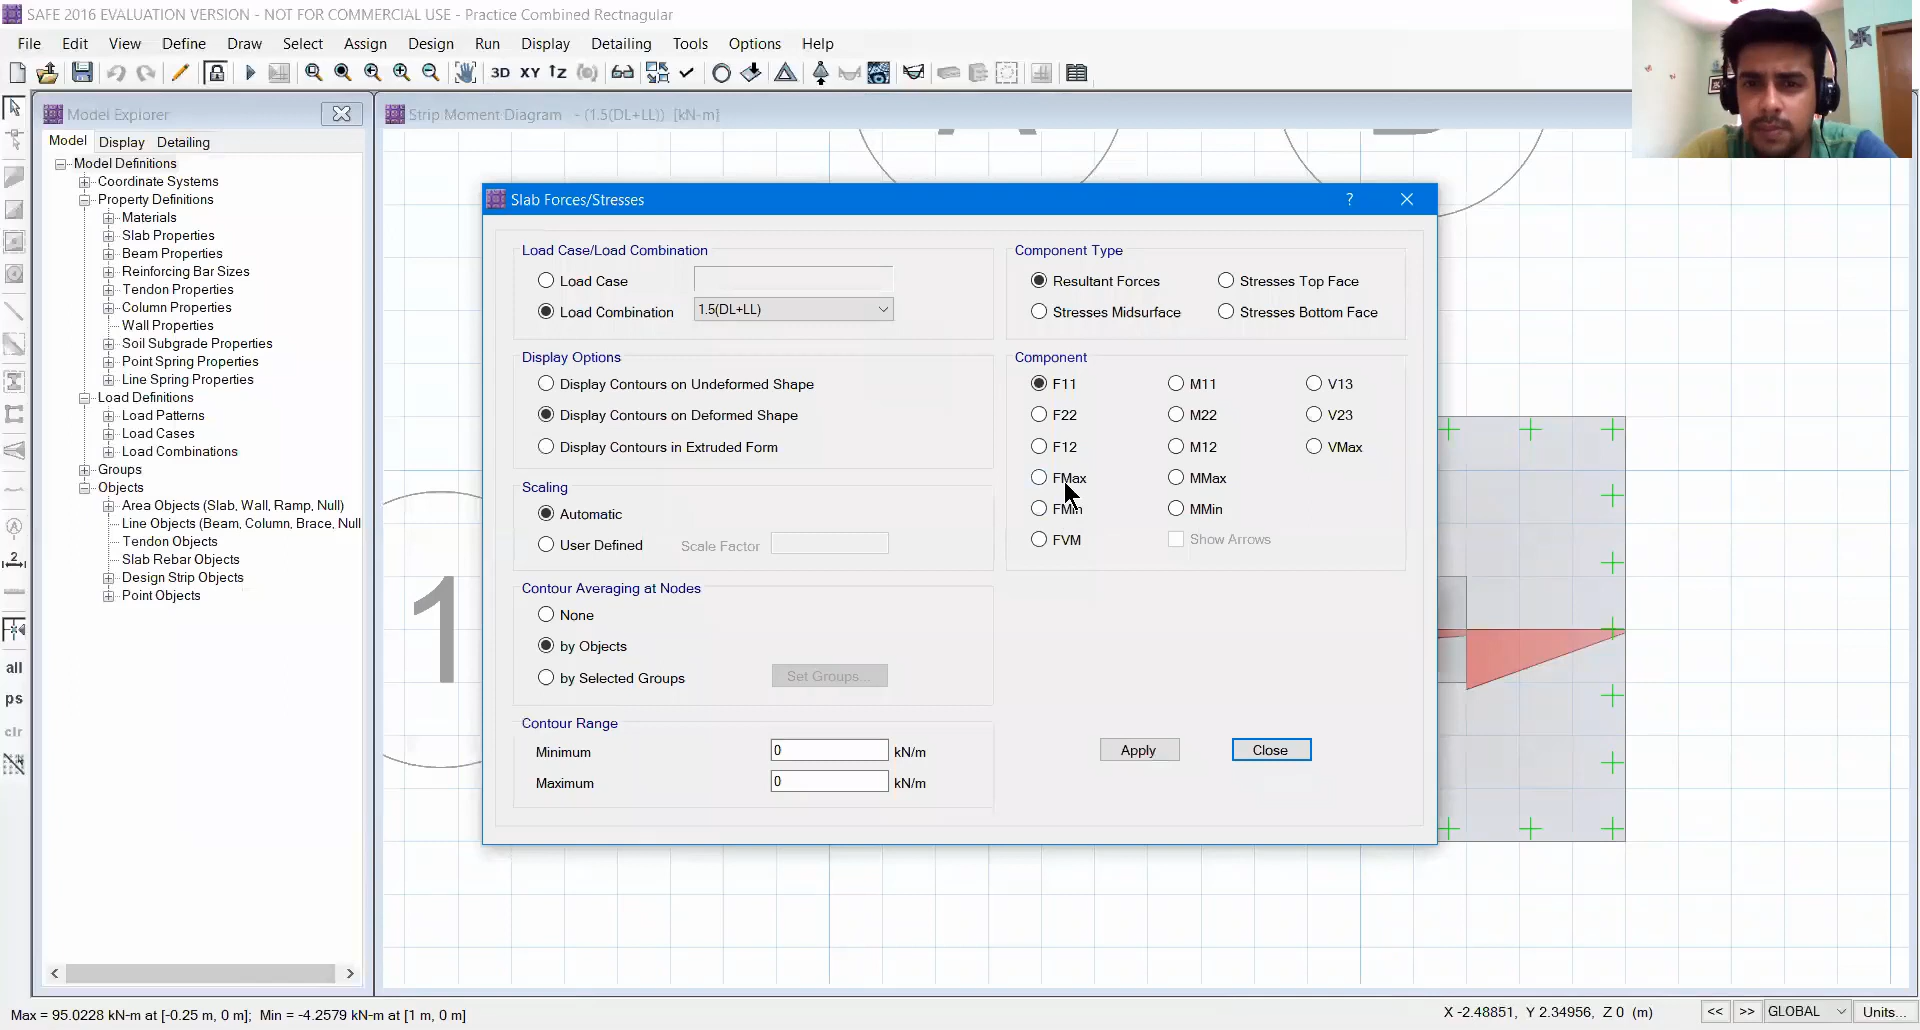 SAFE 2016 EVALUATION VERSION - NOT FOR COMMERCIAL USE - Practice Combined Rectnagular
File Edit View Define Draw Select Assign Design Run Display Detailing Tools Options Help
3D XY
Model Explorer
Model Display Detailing
Model Definitions
Coordinate Systems
Property Definitions
Materials
Slab Properties
Beam Properties
Reinforcing Bar Sizes
Tendon Properties
Column Properties
Wall Properties
Soil Subgrade Properties
Point Spring Properties
Line Spring Properties
Load Definitions
Load Patterns
Load Cases
Load Combinations
Groups
Objects
Area Objects (Slab, Wall, Ramp, Null)
Line Objects (Beam, Column, Brace, Null
Tendon Objects
Slab Rebar Objects
Design Strip Objects
Point Objects
all
ps
clr
Strip Moment Diagram - (1.5(DL+LL)) [kN-m]
1
Slab Forces/Stresses
?
Load Case/Load Combination
Load Case
Load Combination 1.5(DL+LL)
Display Options
Display Contours on Undeformed Shape
Display Contours on Deformed Shape
Display Contours in Extruded Form
Scaling
Automatic
User Defined Scale Factor
Contour Averaging at Nodes
None
by Objects
by Selected Groups Set Groups...
Contour Range
Minimum 0 kN/m
Maximum 0 kN/m
Component Type
Resultant Forces Stresses Top Face
Stresses Midsurface Stresses Bottom Face
Component
F11 M11 V13
F22 M22 V23
F12 M12 VMax
FMax MMax
FMin MMin
FVM Show Arrows
Apply Close
Max = 95.0228 kN-m at [-0.25 m, 0 m]; Min = -4.2579 kN-m at [1 m, 0 m]
X -2.48851, Y 2.34956, Z 0 (m) << >> GLOBAL Units...